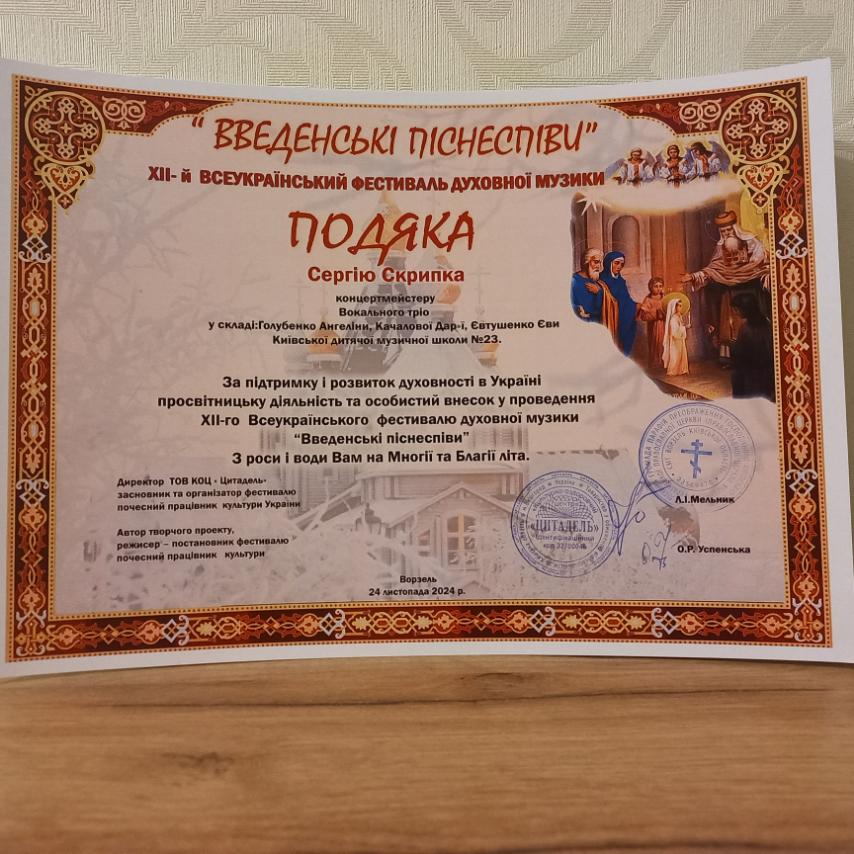 “ ВВЕДЕНСЬКІ ПІСНЕСПІВИ”
XII- й ВСЕУКРАЇНСЬКИЙ ФЕСТИВАЛЬ ДУХОВНОЇ МУЗИКИ
ПОДЯКА
Сергію Скрипка
концертмейстеру
Вокального тріо
у складі:Голубенко Ангеліни, Качалової Дар-ї, Євтушенко Єви
Київської дитячої музичної школи №23.
За підтримку і розвиток духовності в Україні
просвітницьку діяльність та особистий внесок у проведення
XII-го Всеукраїнського фестивалю духовної музики
“Введенські піснеспіви”
З роси і води Вам на Многії та Благії літа.
Директор ТОВ КОЦ - Цитадель-
засновник та організатор фестивалю
почесний працівник культури України
Л.І.Мельник
Автор творчого проекту,
режисер – постановник фестивалю
почесний працівник культури
О.Р. Успенська
«ЦИТАДЕЛЬ»
Ворзель
24 листопада 2024 р.